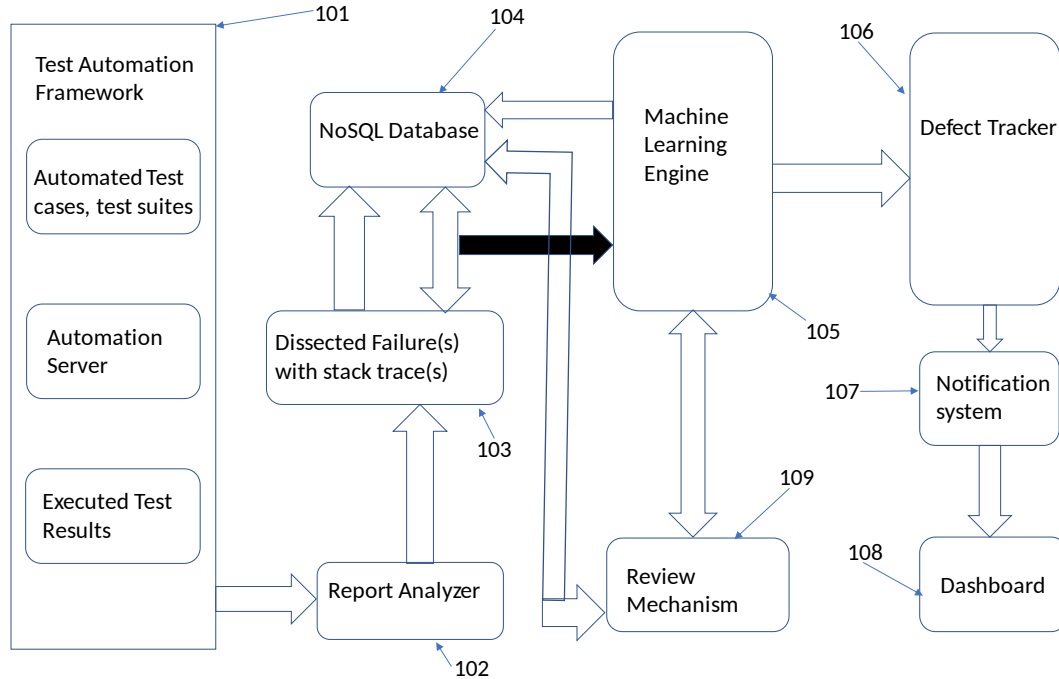 101
Test Automation
Framework
Automated Test
cases, test suites
Automation
Server
Executed Test
Results
104
NoSQL Database
Dissected Failure(s)
with stack trace(s)
103
Report Analyzer
102
Machine
Learning
Engine
105
109
Review
Mechanism
106
Defect Tracker
107
Notification
system
108
Dashboard